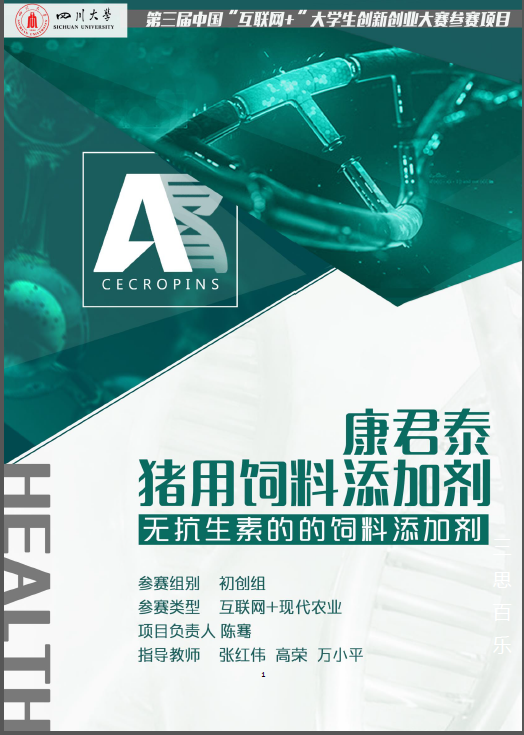 四川大学
SICHUAN UNIVERSITY
第三届中国“互联网+”大学生创新创业大赛参赛项目
A
CECROPINS
康君泰
猪用饲料添加剂
无抗生素的的饲料添加剂
HEALTH
三思百乐
参赛组别 初创组
参赛类型 互联网+现代农业
项目负责人 陈骞
指导教师 张红伟 高荣 万小平
1